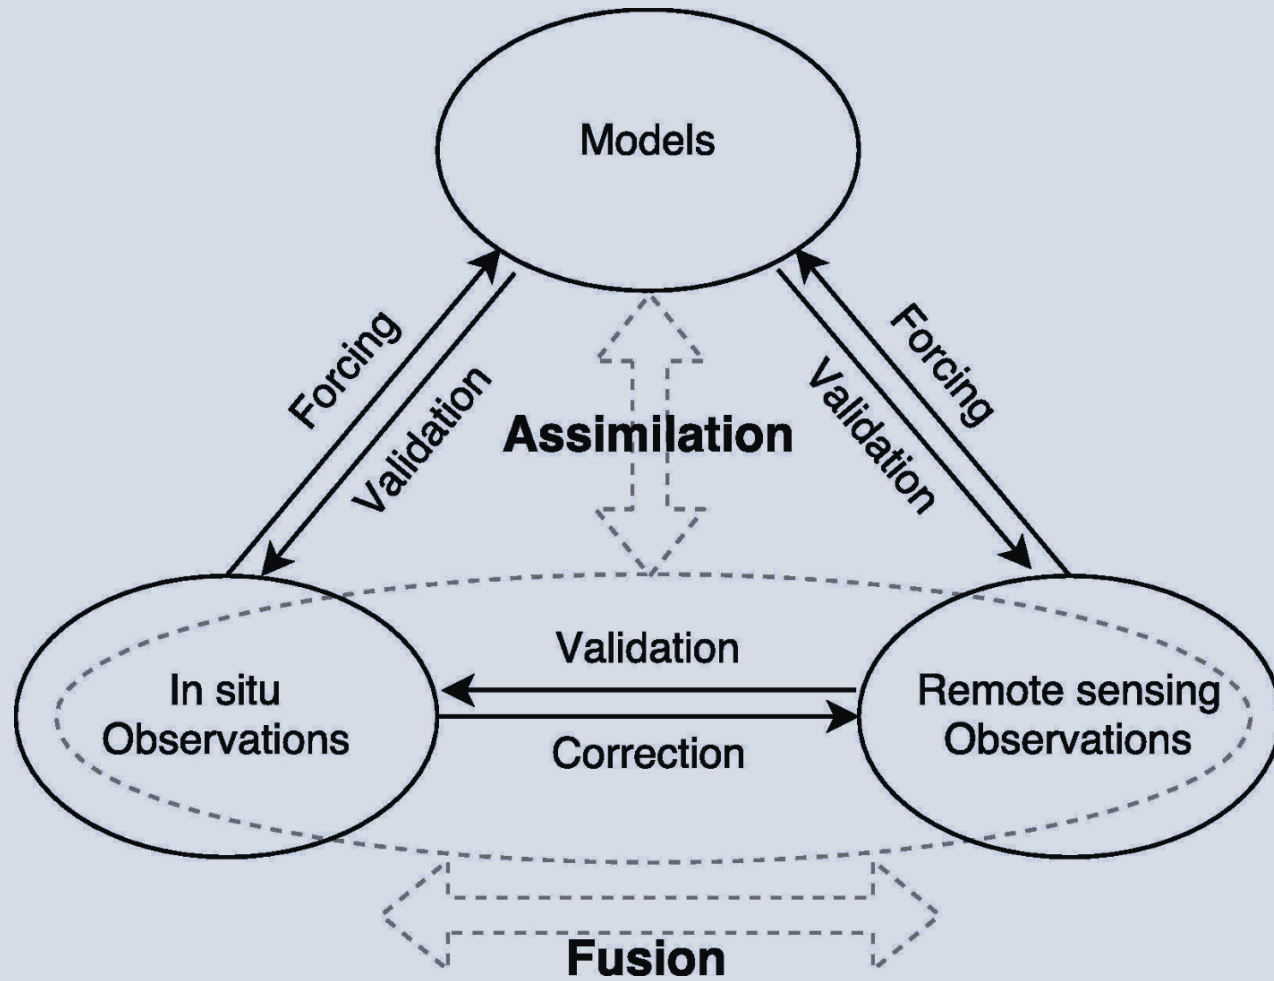 Models
Forcing
Validation
Forcing
Validation
Assimilation
Validation
In situ
Observations
Remote sensing
Observations
Correction
Fusion